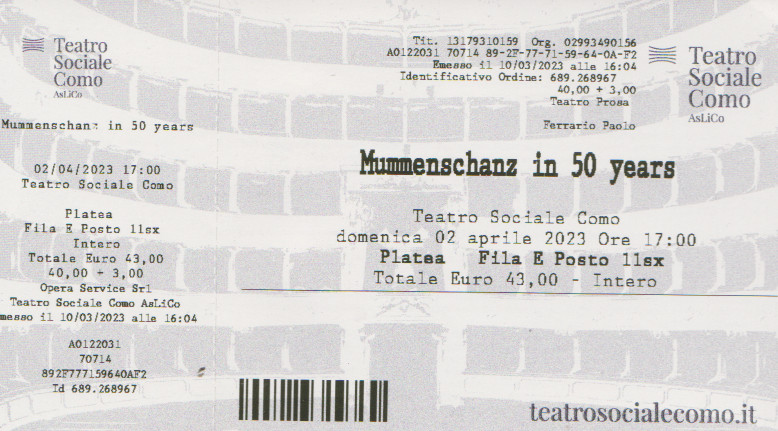 Teatro
Sociale
Como
AsLiCo
Mummenschanz in 50 years
02/04/2023 17:00
Teatro Sociale Como
Platea
Fila E Posto 11sx
Intero
Totale Euro 43,00
40,00 + 3,00
Opera Service Srl
Teatro Sociale Como AsLiCo
messo il 10/03/2023 alle 16:04
A0122031
70714
892F777159640AF2
Id 689.268967
Tit. 13179310159 Org. 02993490156
A0122031 70714 89-2F-77-71-59-64-0A-F2
Emesso il 10/03/2023 alle 16:04
Identificativo Ordine: 689.268967
40,00 + 3,00
Teatro Prosa
Ferrario Paolo
Teatro
Sociale
Como
AsLiCo
Mummenschanz in 50 years
Teatro Sociale Como
domenica 02 aprile 2023 Ore 17:00
Platea Fila E Posto 11sx
Totale Euro 43,00 - Intero
teatrosocialecomo.it